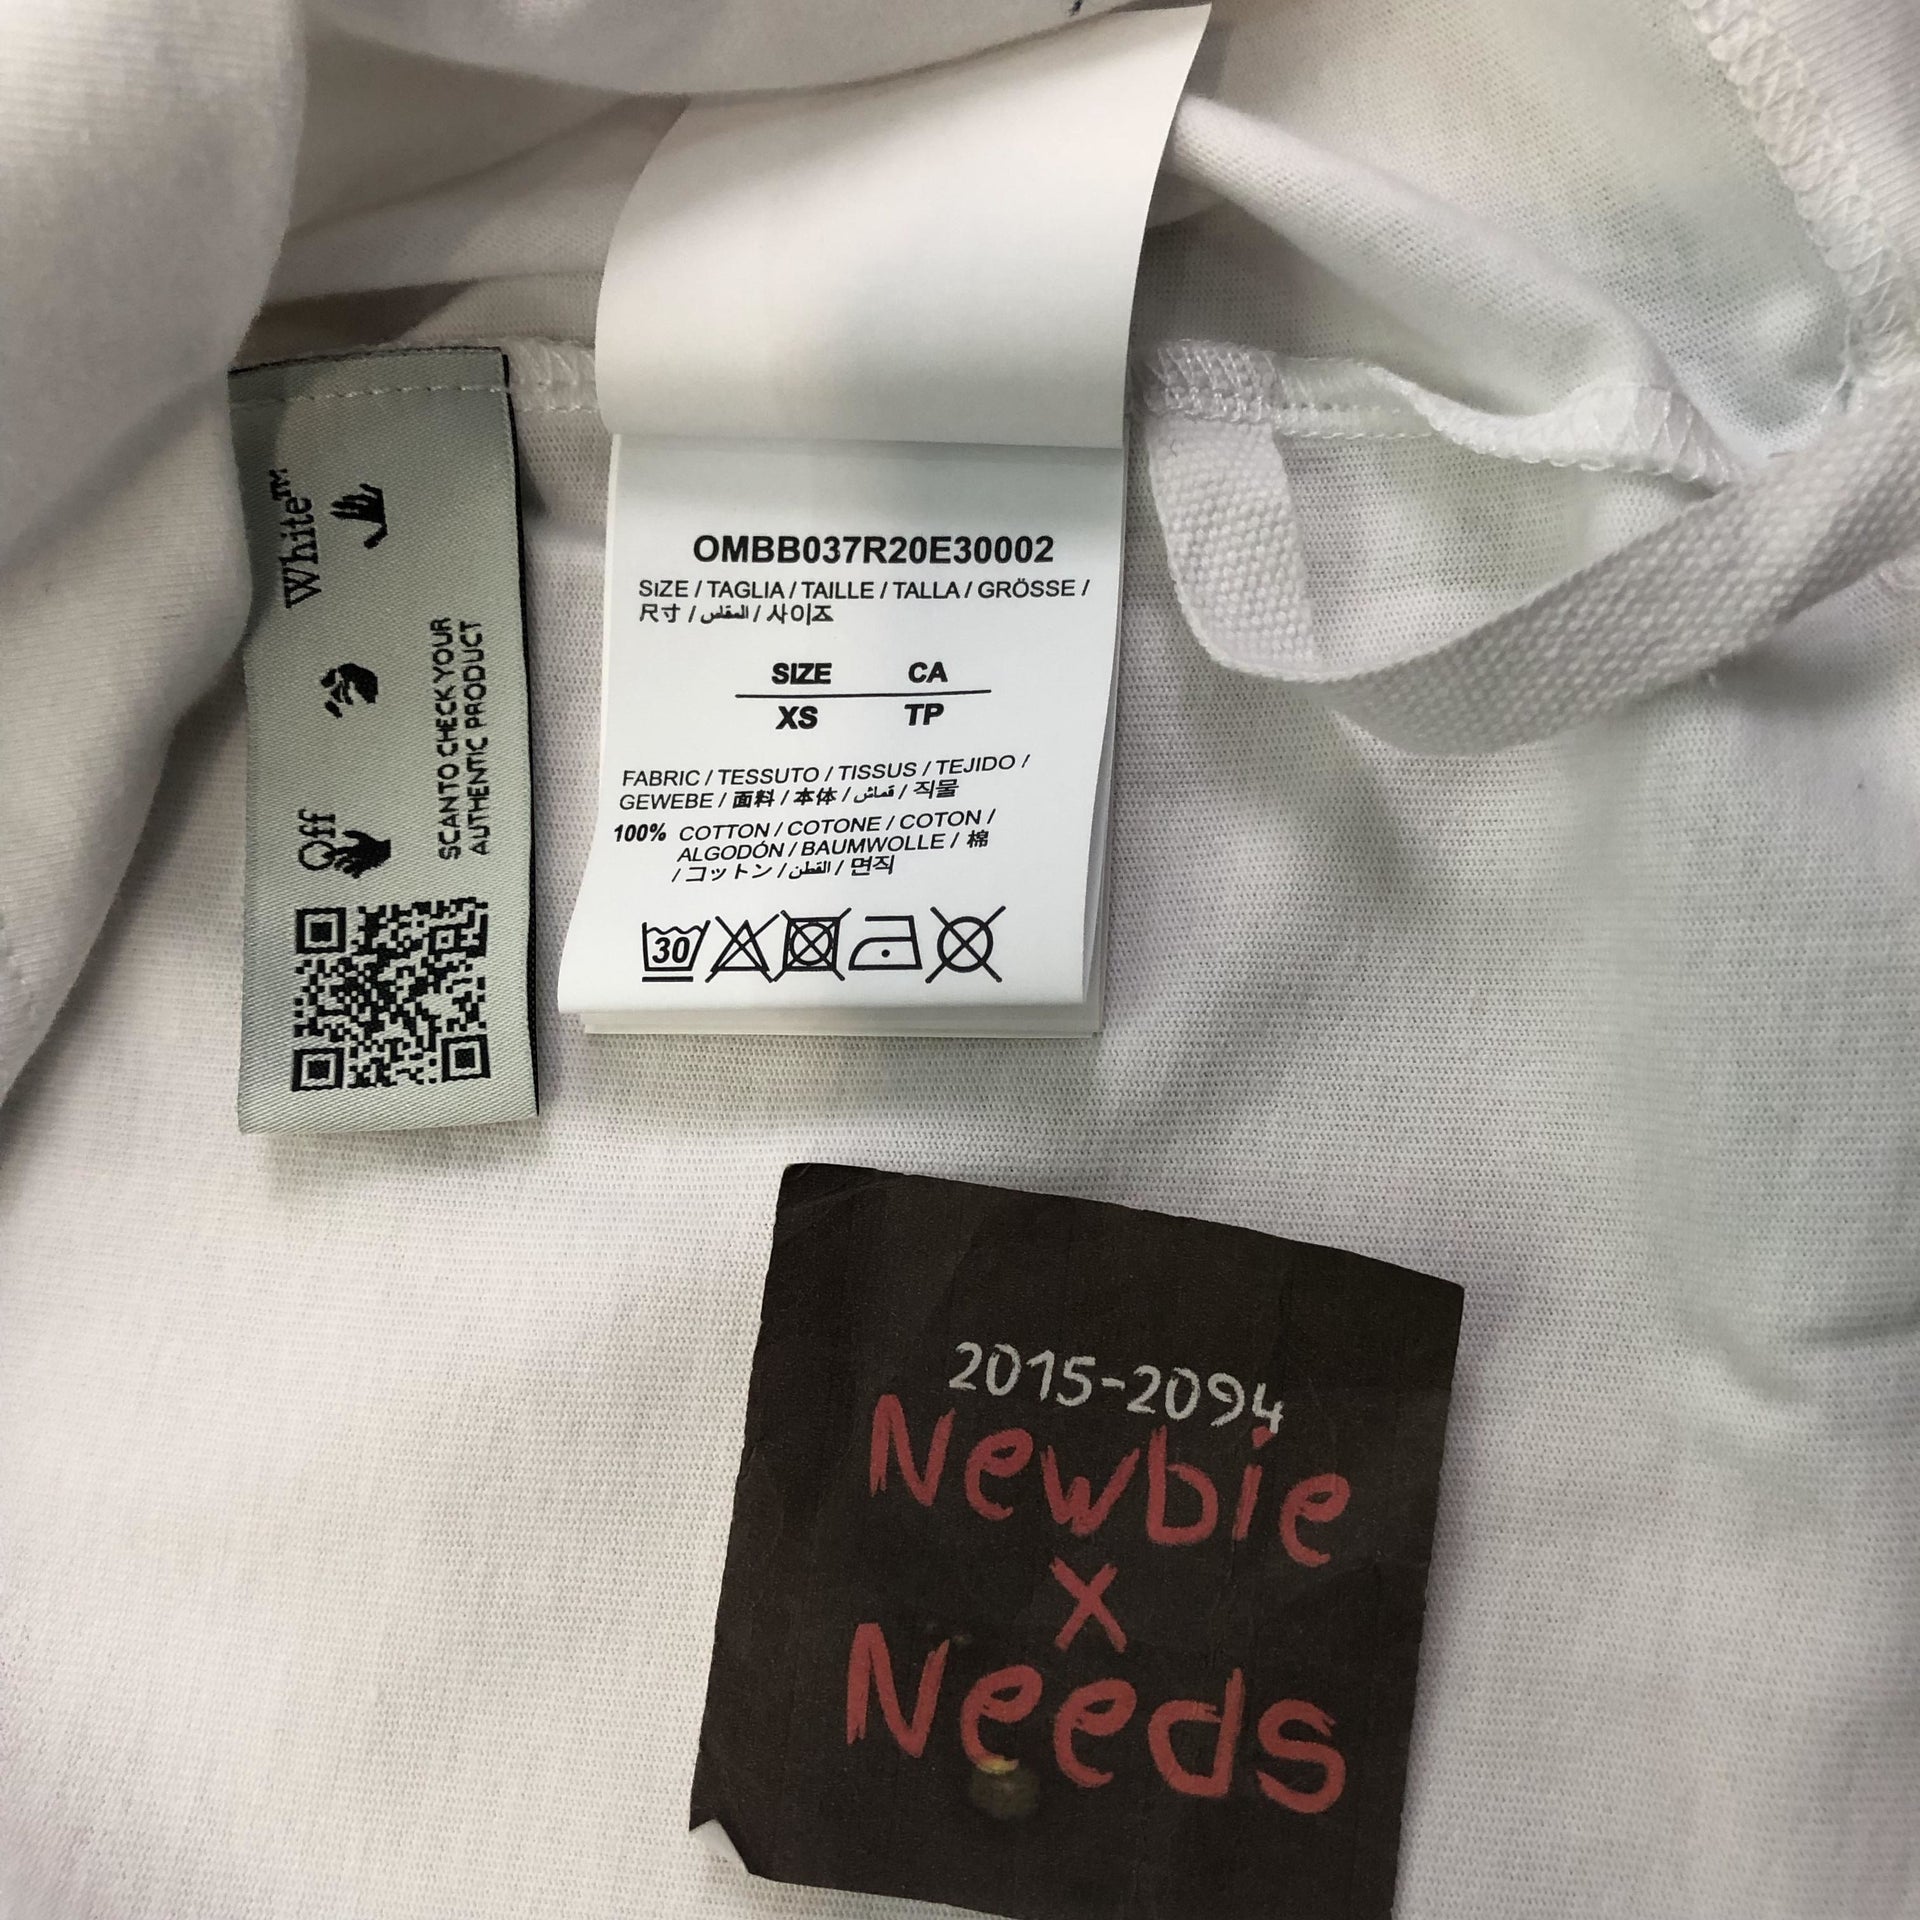 Off White™
SCAN TO CHECK YOUR
AUTHENTIC PRODUCT
OMBB037R20E30002
SIZE / TAGLIA / TAILLE / TALLA / GRÖSSE /
尺寸 / المقاس / 사이즈
SIZE CA
XS TP
FABRIC / TESSUTO / TISSUS / TEJIDO /
GEWEBE / 面料 / 本体 / قماش / 직물
100% COTTON / COTONE / COTON /
ALGODÓN / BAUMWOLLE / 棉
/ コットン / القطن / 면직
30
2015-2094
Newbie
x
Needs